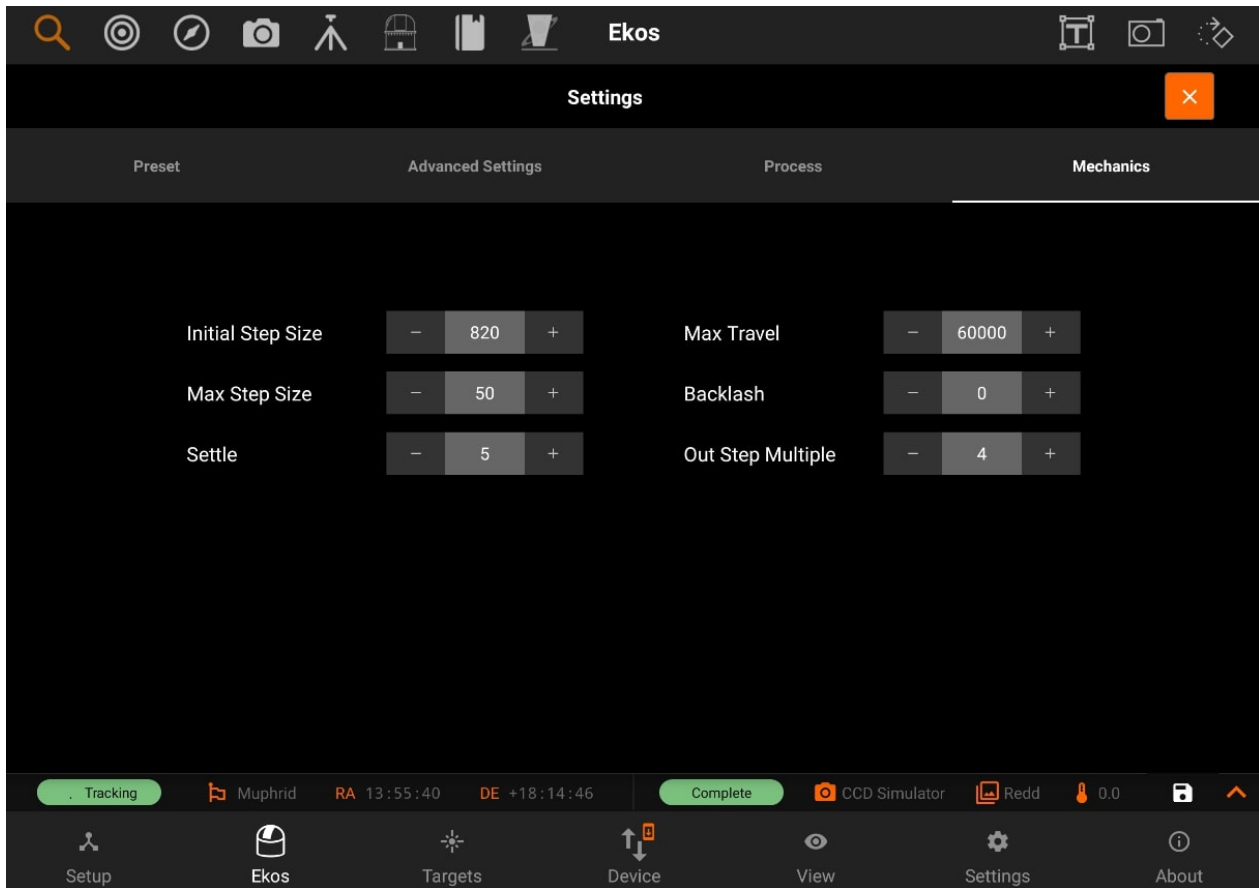 Ekos
Settings
Preset Advanced Settings Process Mechanics
Initial Step Size − 820 + Max Travel − 60000 +
Max Step Size − 50 + Backlash − 0 +
Settle − 5 + Out Step Multiple − 4 +
. Tracking Muphrid RA 13:55:40 DE +18:14:46 Complete CCD Simulator Redd 0.0
Setup Ekos Targets Device View Settings About